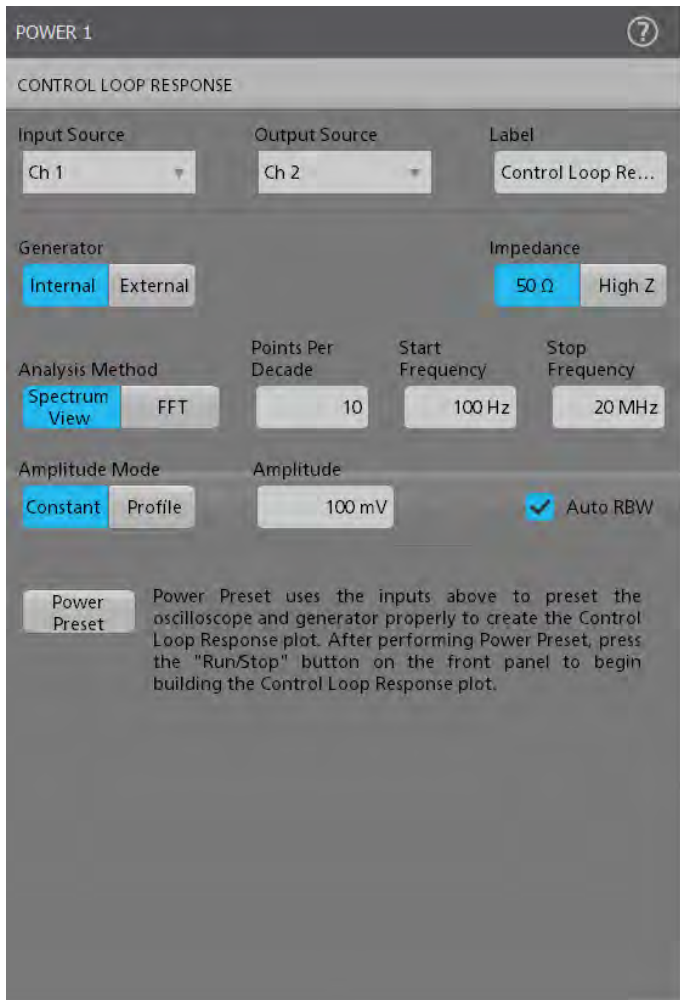 POWER 1
?
CONTROL LOOP RESPONSE
Input Source Output Source Label
Ch 1 Ch 2 Control Loop Re...
Generator Impedance
Internal External 50 Ω High Z
Analysis Method Points Per Decade Start Frequency Stop Frequency
Spectrum View FFT 10 100 Hz 20 MHz
Amplitude Mode Amplitude
Constant Profile 100 mV Auto RBW
Power Preset
Power Preset uses the inputs above to preset the
oscilloscope and generator properly to create the Control
Loop Response plot. After performing Power Preset, press
the "Run/Stop" button on the front panel to begin
building the Control Loop Response plot.